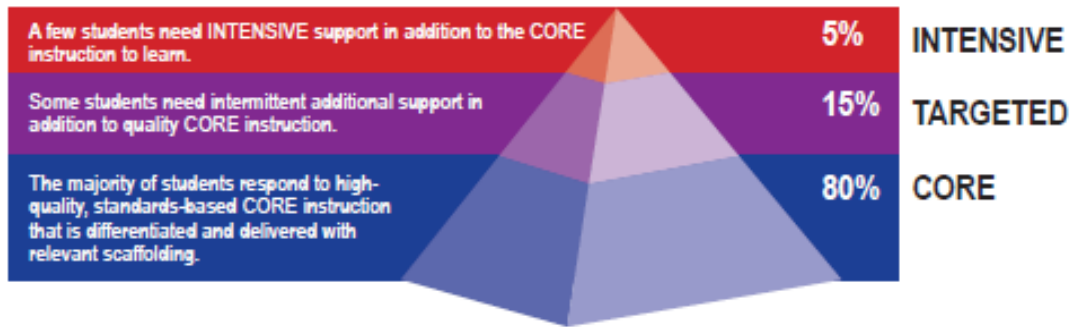 A few students need INTENSIVE support in addition to the CORE
instruction to learn.
5%
INTENSIVE
Some students need intermittent additional support in
addition to quality CORE instruction.
15%
TARGETED
The majority of students respond to high-
quality, standards-based CORE instruction
that is differentiated and delivered with
relevant scaffolding.
80%
CORE